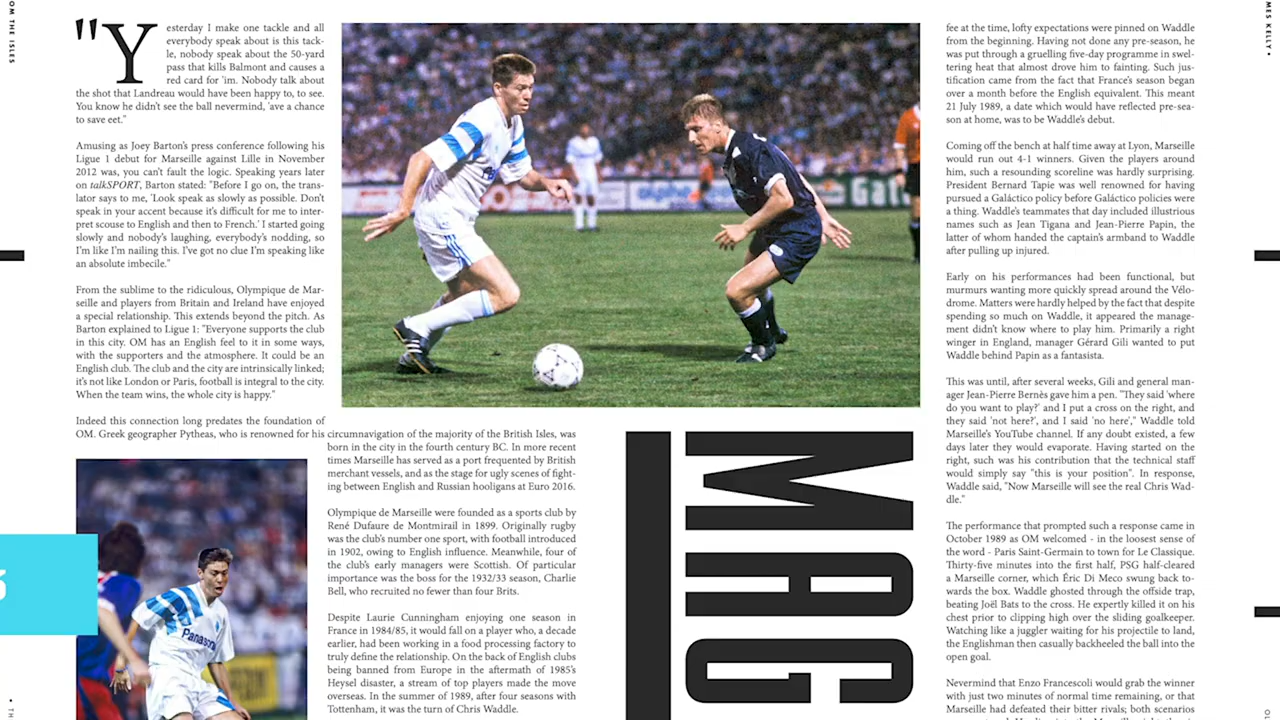 OM THE ISLES
"Yesterday I make one tackle and all
everybody speak about is this tack-
le, nobody speak about the 50-yard
pass that kills Balmont and causes a
red card for 'im. Nobody talk about
the shot that Landreau would have been happy to, to see.
You know he didn't see the ball nevermind, 'ave a chance
to save eet."
Amusing as Joey Barton's press conference following his
Ligue 1 debut for Marseille against Lille in November
2012 was, you can't fault the logic. Speaking years later
on talkSPORT, Barton stated: "Before I go on, the trans-
lator says to me, 'Look speak as slowly as possible. Don't
speak in your accent because it's difficult for me to inter-
pret scouse to English and then to French.' I started going
slowly and nobody's laughing, everybody's nodding, so
I'm like I'm nailing this. I've got no clue I'm speaking like
an absolute imbecile."
From the sublime to the ridiculous, Olympique de Mar-
seille and players from Britain and Ireland have enjoyed
a special relationship. This extends beyond the pitch. As
Barton explained to Ligue 1: "Everyone supports the club
in this city. OM has an English feel to it in some ways,
with the supporters and the atmosphere. It could be an
English club. The club and the city are intrinsically linked;
it's not like London or Paris, football is integral to the city.
When the team wins, the whole city is happy."
Indeed this connection long predates the foundation of
OM. Greek geographer Pytheas, who is renowned for his
circumnavigation of the majority of the British Isles, was
born in the city in the fourth century BC. In more recent
times Marseille has served as a port frequented by British
merchant vessels, and as the stage for ugly scenes of fight-
ing between English and Russian hooligans at Euro 2016.
Olympique de Marseille were founded as a sports club by
René Dufaure de Montmirail in 1899. Originally rugby
was the club's number one sport, with football introduced
in 1902, owing to English influence. Meanwhile, four of
the club's early managers were Scottish. Of particular
importance was the boss for the 1932/33 season, Charlie
Bell, who recruited no fewer than four Brits.
Despite Laurie Cunningham enjoying one season in
France in 1984/85, it would fall on a player who, a decade
earlier, had been working in a food processing factory to
truly define the relationship. On the back of English clubs
being banned from Europe in the aftermath of 1985's
Heysel disaster, a stream of top players made the move
overseas. In the summer of 1989, after four seasons with
Tottenham, it was the turn of Chris Waddle.
Panasonic
MAG
fee at the time, lofty expectations were pinned on Waddle
from the beginning. Having not done any pre-season, he
was put through a gruelling five-day programme in swel-
tering heat that almost drove him to fainting. Such jus-
tification came from the fact that France's season began
over a month before the English equivalent. This meant
21 July 1989, a date which would have reflected pre-sea-
son at home, was to be Waddle's debut.
Coming off the bench at half time away at Lyon, Marseille
would run out 4-1 winners. Given the players around
him, such a resounding scoreline was hardly surprising.
President Bernard Tapie was well renowned for having
pursued a Galáctico policy before Galáctico policies were
a thing. Waddle's teammates that day included illustrious
names such as Jean Tigana and Jean-Pierre Papin, the
latter of whom handed the captain's armband to Waddle
after pulling up injured.
Early on his performances had been functional, but
murmurs wanting more quickly spread around the Vélo-
drome. Matters were hardly helped by the fact that despite
spending so much on Waddle, it appeared the manage-
ment didn't know where to play him. Primarily a right
winger in England, manager Gérard Gili wanted to put
Waddle behind Papin as a fantasista.
This was until, after several weeks, Gili and general man-
ager Jean-Pierre Bernès gave him a pen. "They said 'where
do you want to play?' and I put a cross on the right, and
they said 'not here?', and I said 'no here'," Waddle told
Marseille's YouTube channel. If any doubt existed, a few
days later they would evaporate. Having started on the
right, such was his contribution that the technical staff
would simply say "this is your position". In response,
Waddle said, "Now Marseille will see the real Chris Wad-
dle."
The performance that prompted such a response came in
October 1989 as OM welcomed - in the loosest sense of
the word - Paris Saint-Germain to town for Le Classique.
Thirty-five minutes into the first half, PSG half-cleared
a Marseille corner, which Éric Di Meco swung back to-
wards the box. Waddle ghosted through the offside trap,
beating Joël Bats to the cross. He expertly killed it on his
chest prior to clipping high over the sliding goalkeeper.
Watching like a juggler waiting for his projectile to land,
the Englishman then casually backheeled the ball into the
open goal.
Nevermind that Enzo Francescoli would grab the winner
with just two minutes of normal time remaining, or that
Marseille had defeated their bitter rivals; both scenarios
MES KELLY